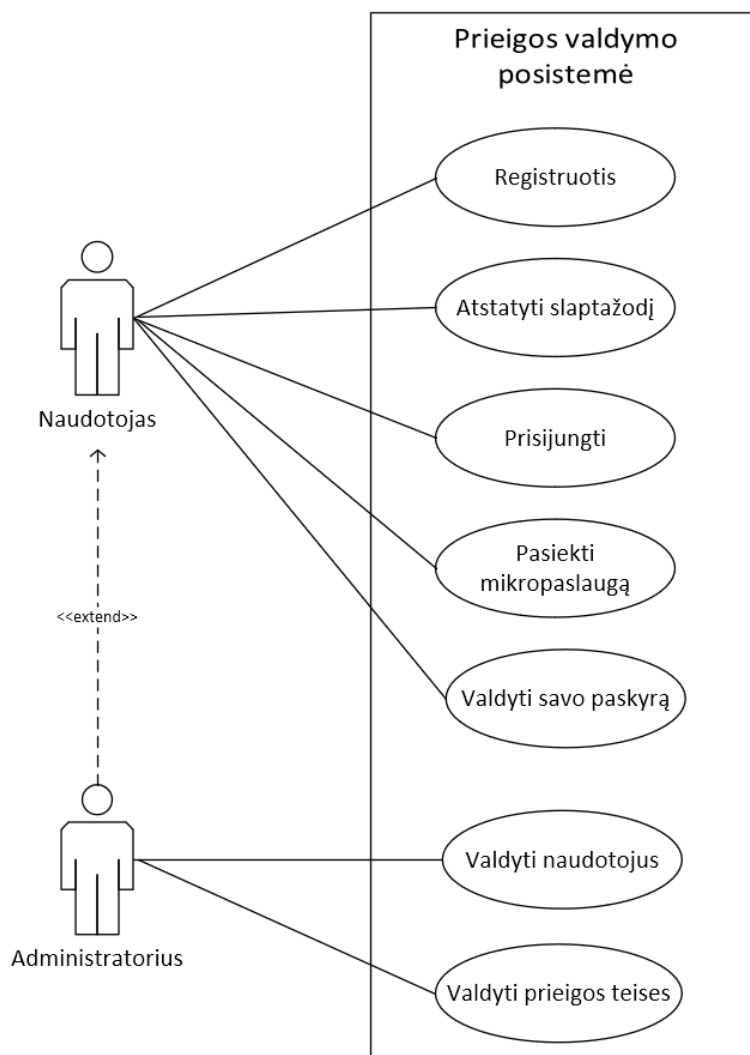 Prieigos valdymo
posistemė
Registruotis
Atstatyti slaptažodį
Naudotojas
Prisijungti
Pasiekti
mikropaslaugą
<<extend>>
Valdyti savo paskyrą
Valdyti naudotojus
Administratorius
Valdyti prieigos teises